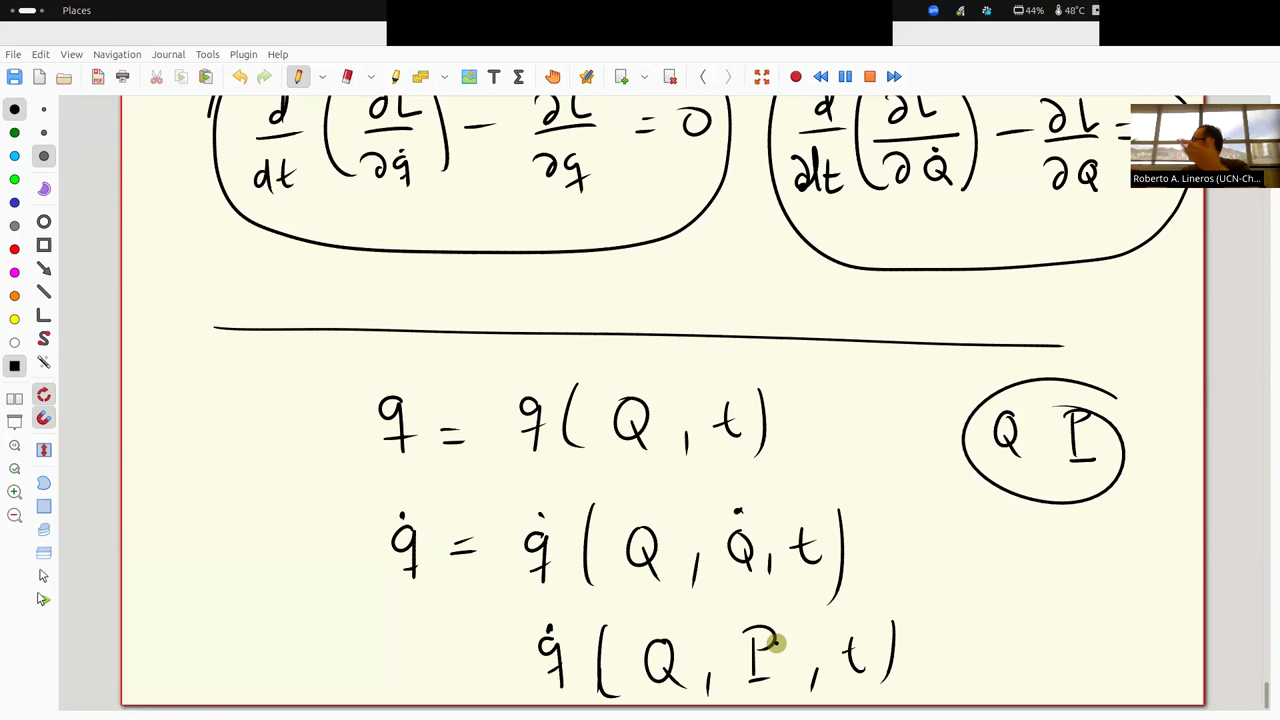 Places
44% 48°C
File Edit View Navigation Journal Tools Plugin Help
d/dt (∂L/∂q̇) − ∂L/∂q = 0
d/dt (∂L/∂Q̇) − ∂L/∂Q =
Roberto A. Lineros (UCN-Ch...
q = q(Q, t)
Q P
q̇ = q̇(Q, Q̇, t)
q̇(Q, P, t)